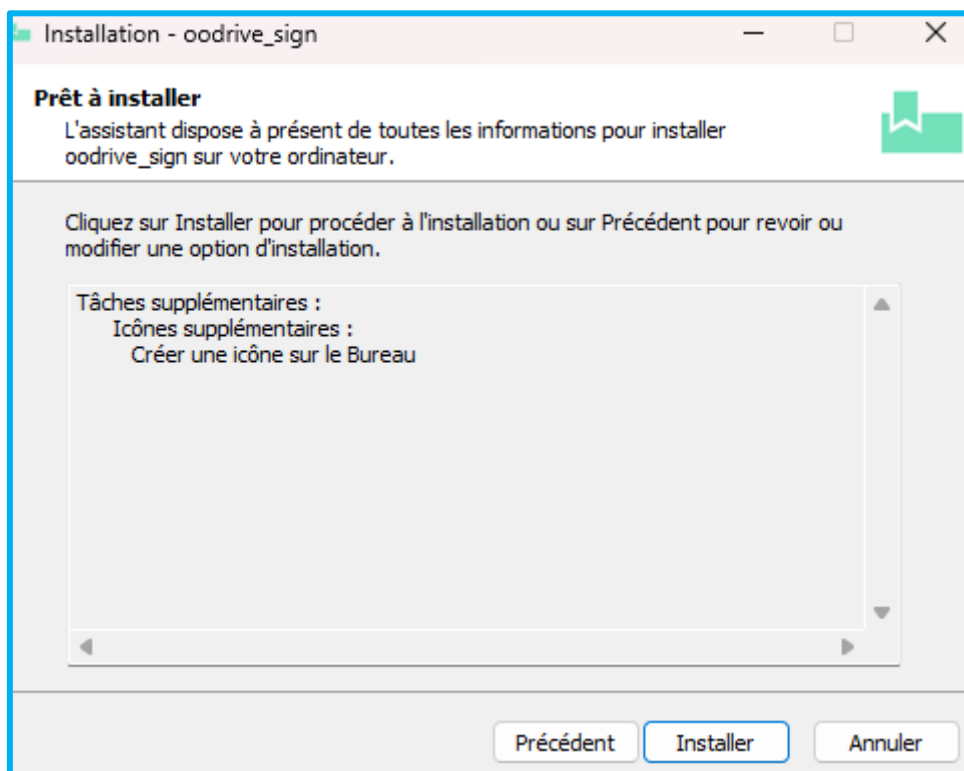 Installation - oodrive_sign
Prêt à installer
L'assistant dispose à présent de toutes les informations pour installer
oodrive_sign sur votre ordinateur.
Cliquez sur Installer pour procéder à l'installation ou sur Précédent pour revoir ou
modifier une option d'installation.
Tâches supplémentaires :
Icônes supplémentaires :
Créer une icône sur le Bureau
Précédent Installer Annuler